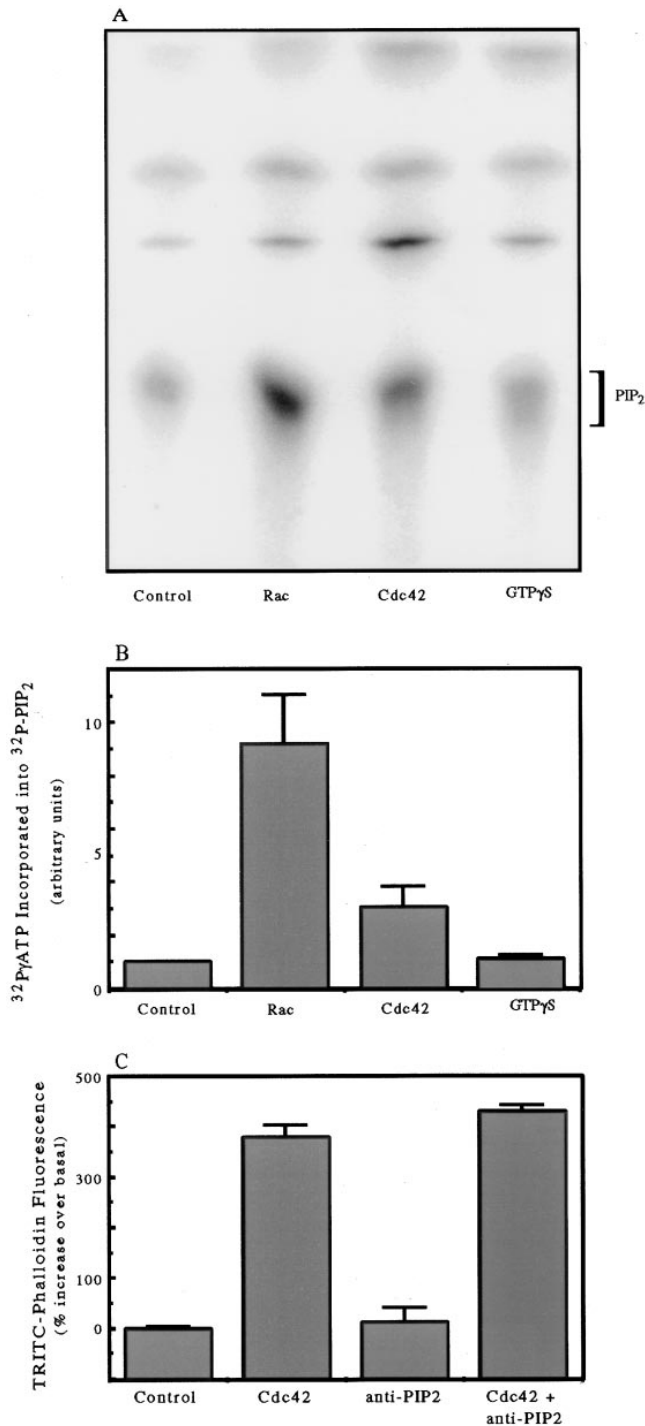 A
PIP₂
Control Rac Cdc42 GTPγS
B
³²PγATP Incorporated into ³²P-PIP₂
(arbitrary units)
10
5
0
Control Rac Cdc42 GTPγS
C
TRITC-Phalloidin Fluorescence
(% increase over basal)
500
300
100
0
Control Cdc42 anti-PIP2 Cdc42 +
anti-PIP2